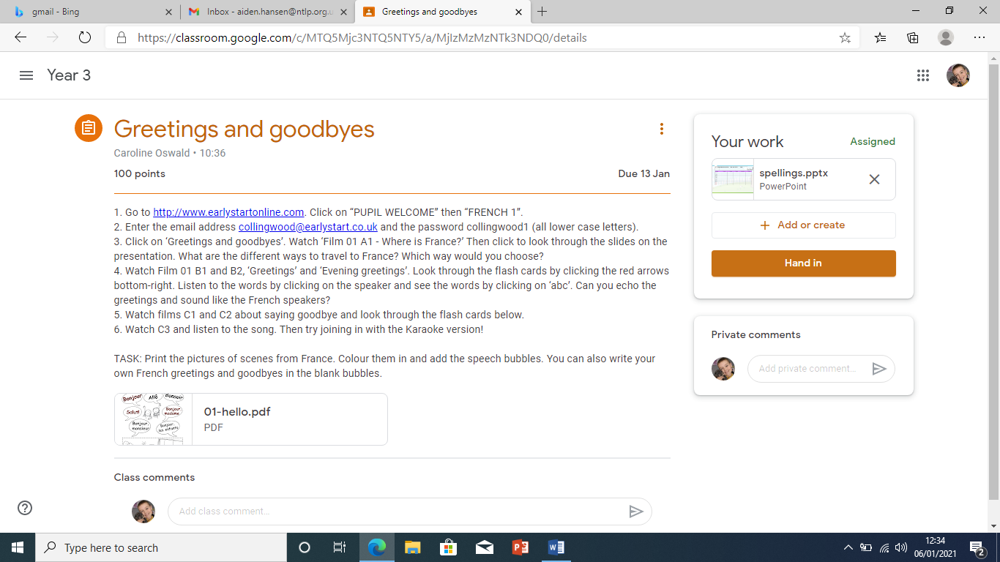 gmail - Bing
Inbox - aiden.hansen@ntlp.org.u
Greetings and goodbyes
https://classroom.google.com/c/MTQ5Mjc3NTQ5NTY5/a/MjIzMzMzNTk3NDQ0/details
Year 3
Greetings and goodbyes
Caroline Oswald • 10:36
100 points
Due 13 Jan
1. Go to http://www.earlystartonline.com. Click on “PUPIL WELCOME” then “FRENCH 1”.
2. Enter the email address collingwood@earlystart.co.uk and the password collingwood1 (all lower case letters).
3. Click on ‘Greetings and goodbyes’. Watch ‘Film 01 A1 - Where is France?’ Then click to look through the slides on the
presentation. What are the different ways to travel to France? Which way would you choose?
4. Watch Film 01 B1 and B2, ‘Greetings’ and ‘Evening greetings’. Look through the flash cards by clicking the red arrows
bottom-right. Listen to the words by clicking on the speaker and see the words by clicking on ‘abc’. Can you echo the
greetings and sound like the French speakers?
5. Watch films C1 and C2 about saying goodbye and look through the flash cards below.
6. Watch C3 and listen to the song. Then try joining in with the Karaoke version!
TASK: Print the pictures of scenes from France. Colour them in and add the speech bubbles. You can also write your
own French greetings and goodbyes in the blank bubbles.
Bonjour
Allô
Bonsoir
Salut!
Bonjour
madame
Bonjour
monsieur
Bonjour
les enfants
01-hello.pdf
PDF
Class comments
Add class comment...
Your work
Assigned
spellings.pptx
PowerPoint
+ Add or create
Hand in
Private comments
Add private comment...
Type here to search
12:34
06/01/2021
2